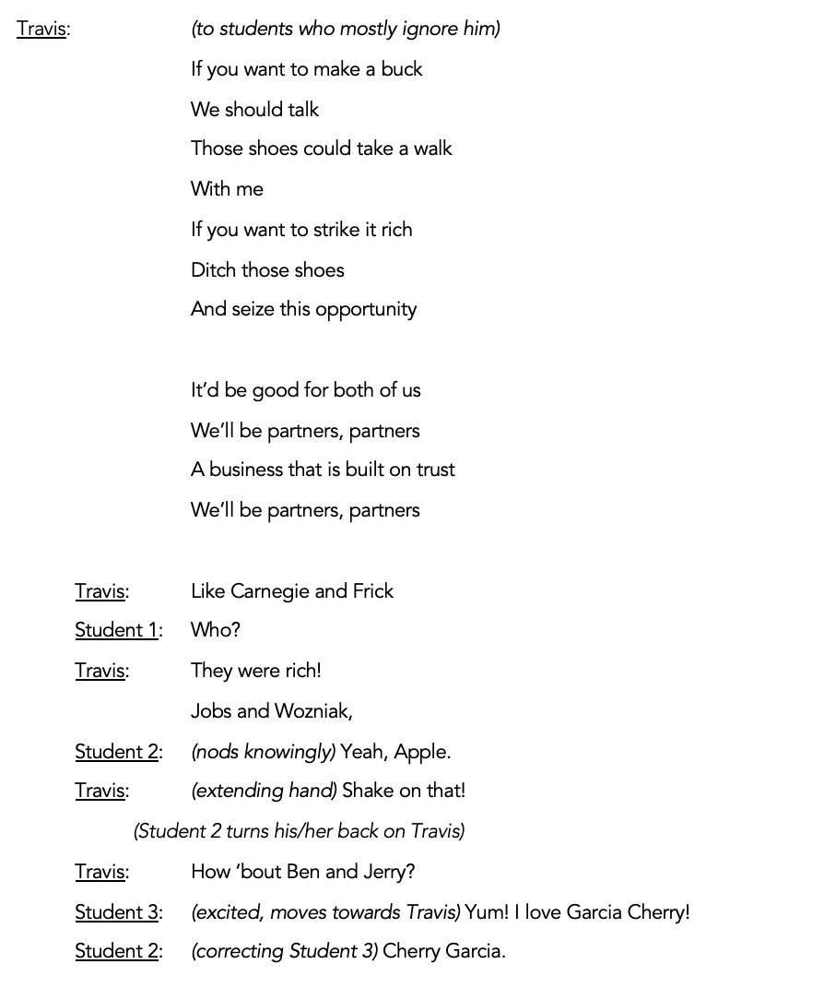 Travis: (to students who mostly ignore him)
If you want to make a buck
We should talk
Those shoes could take a walk
With me
If you want to strike it rich
Ditch those shoes
And seize this opportunity
It’d be good for both of us
We’ll be partners, partners
A business that is built on trust
We’ll be partners, partners
Travis: Like Carnegie and Frick
Student 1: Who?
Travis: They were rich!
Jobs and Wozniak,
Student 2: (nods knowingly) Yeah, Apple.
Travis: (extending hand) Shake on that!
(Student 2 turns his/her back on Travis)
Travis: How ‘bout Ben and Jerry?
Student 3: (excited, moves towards Travis) Yum! I love Garcia Cherry!
Student 2: (correcting Student 3) Cherry Garcia.